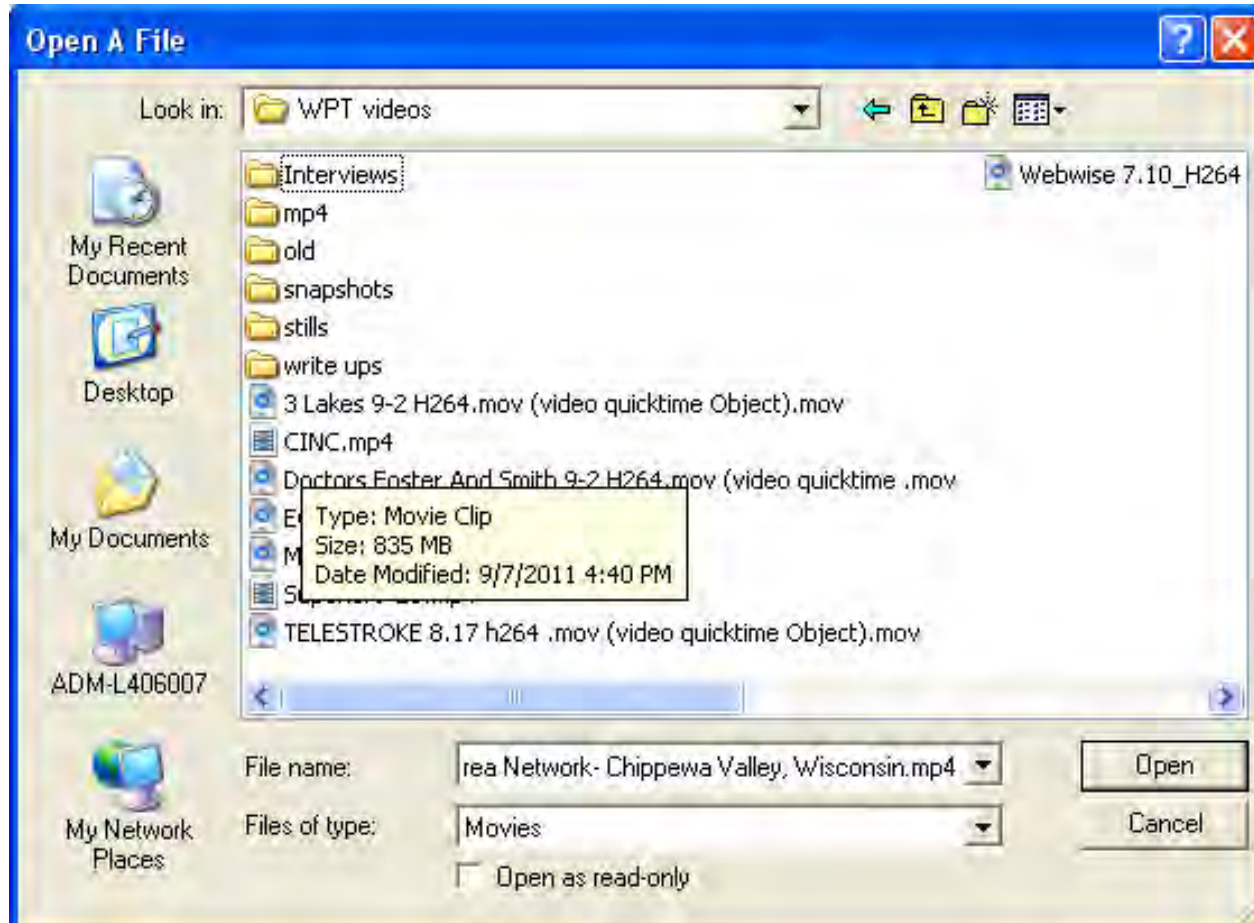 Open A File
Look in:
WPT videos
My Recent
Documents
Desktop
My Documents
ADM-L406007
My Network
Places
Interviews
mp4
old
snapshots
stills
write ups
3 Lakes 9-2 H264.mov (video quicktime Object).mov
CINC.mp4
Doctors Foster And Smith 9-2 H264.mov (video quicktime .mov
Type: Movie Clip
Size: 835 MB
Date Modified: 9/7/2011 4:40 PM
TELESTROKE 8.17 h264 .mov (video quicktime Object).mov
Webwise 7.10_H264
File name:
rea Network- Chippewa Valley, Wisconsin.mp4
Open
Files of type:
Movies
Cancel
Open as read-only